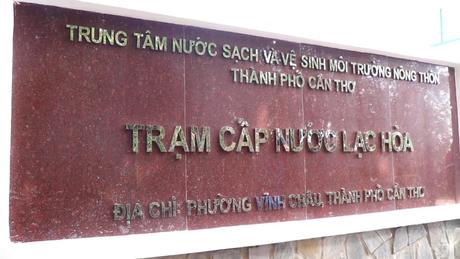 TRUNG TÂM NƯỚC SẠCH VÀ VỆ SINH MÔI TRƯỜNG NÔNG THÔN
THÀNH PHỐ CẦN THƠ
TRẠM CẤP NƯỚC LẠC HÒA
ĐỊA CHỈ: PHƯỜNG VĨNH CHÂU, THÀNH PHỐ CẦN THƠ